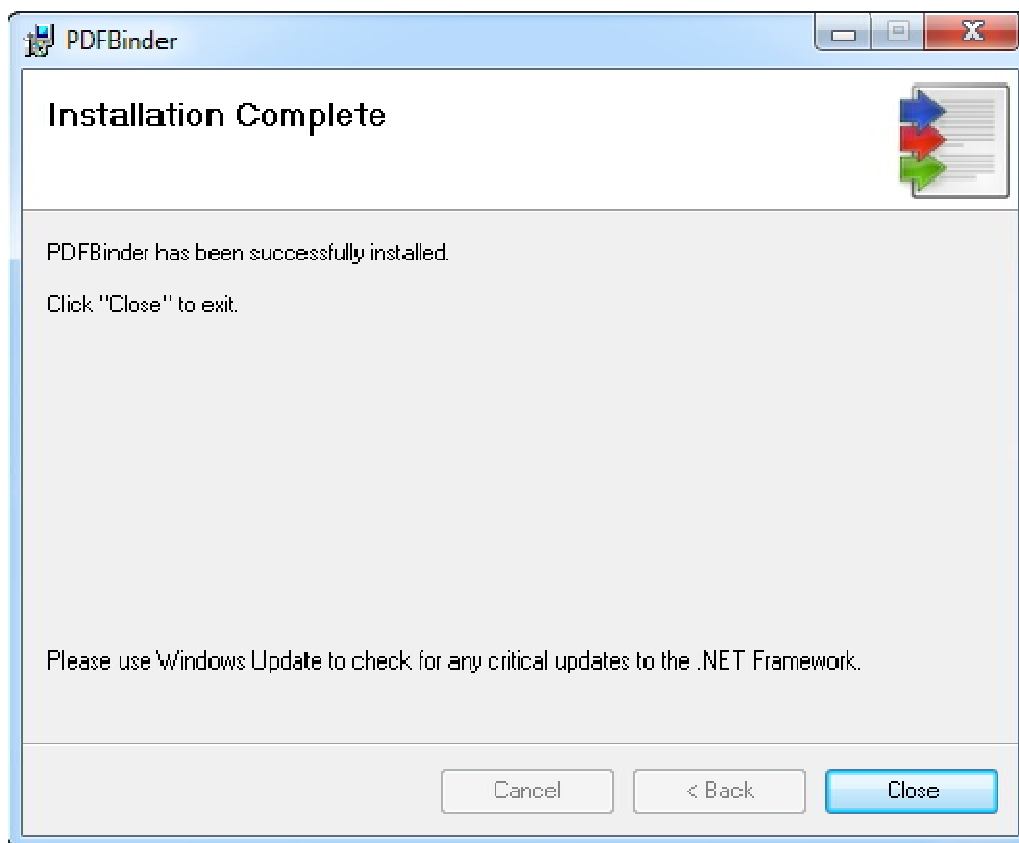 PDFBinder
Installation Complete
PDFBinder has been successfully installed.
Click "Close" to exit.
Please use Windows Update to check for any critical updates to the .NET Framework.
Cancel
< Back
Close